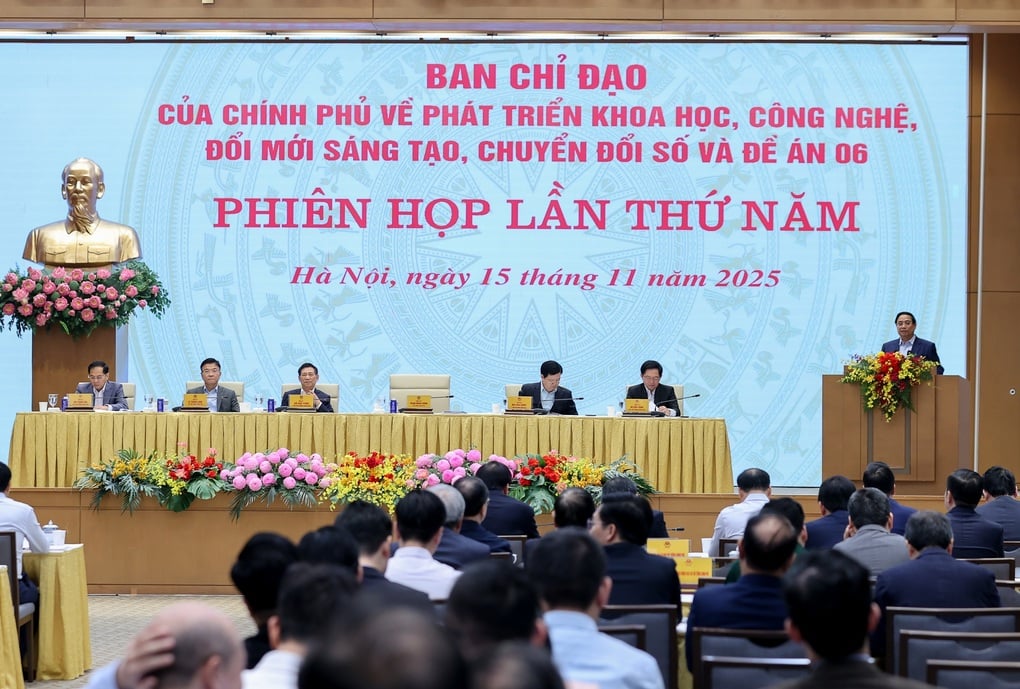 BAN CHỈ ĐẠO
CỦA CHÍNH PHỦ VỀ PHÁT TRIỂN KHOA HỌC, CÔNG NGHỆ,
ĐỔI MỚI SÁNG TẠO, CHUYỂN ĐỔI SỐ VÀ ĐỀ ÁN 06
PHIÊN HỌP LẦN THỨ NĂM
Hà Nội, ngày 15 tháng 11 năm 2025